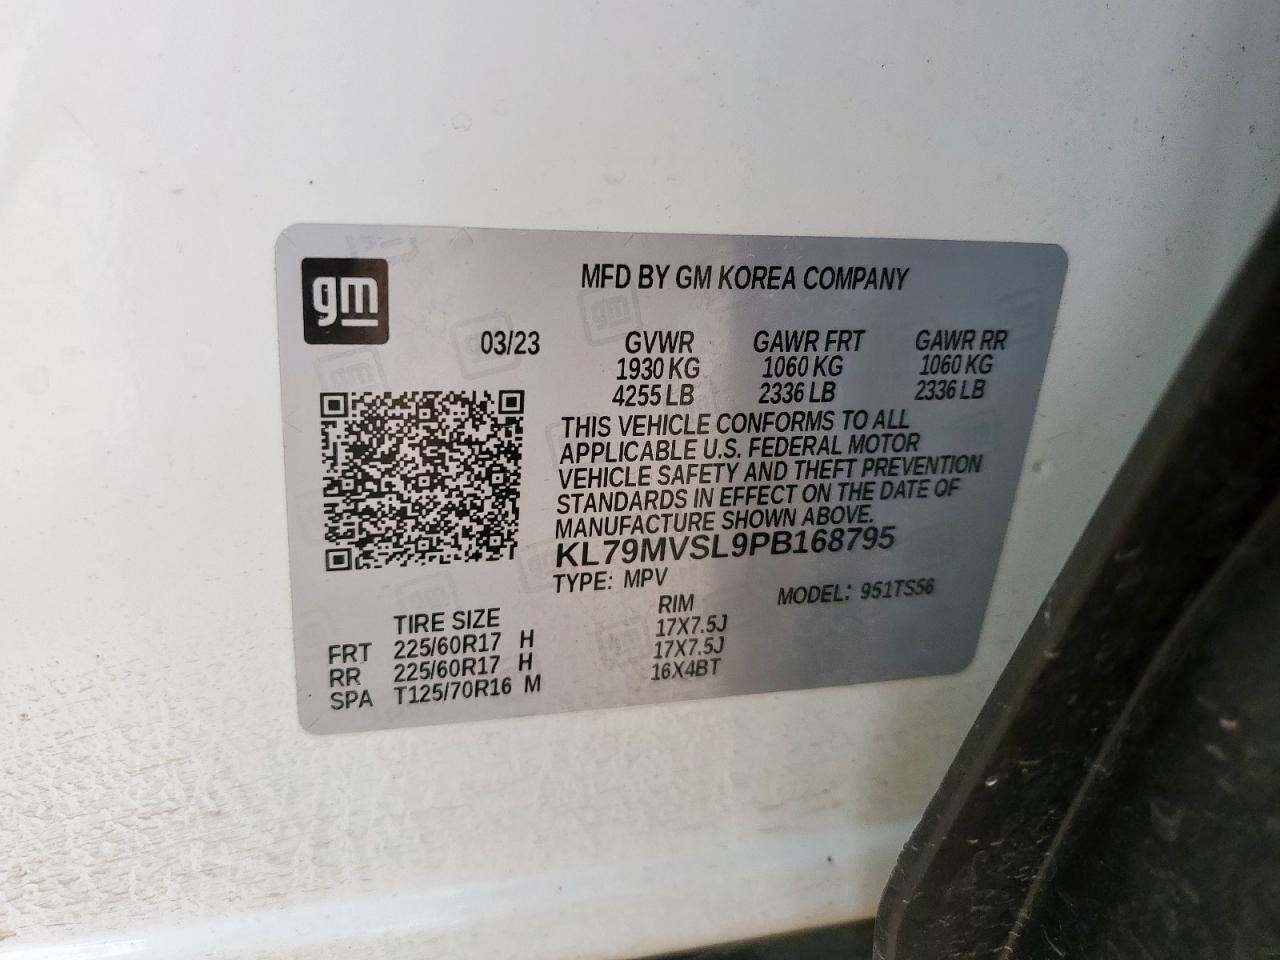 gm
MFD BY GM KOREA COMPANY
03/23 GVWR GAWR FRT GAWR RR
1930 KG 1060 KG 1060 KG
4255 LB 2336 LB 2336 LB
THIS VEHICLE CONFORMS TO ALL
APPLICABLE U.S. FEDERAL MOTOR
VEHICLE SAFETY AND THEFT PREVENTION
STANDARDS IN EFFECT ON THE DATE OF
MANUFACTURE SHOWN ABOVE.
KL79MVSL9PB168795
TYPE: MPV MODEL: 951TS56
TIRE SIZE RIM
FRT 225/60R17 H 17X7.5J
RR 225/60R17 H 17X7.5J
SPA T125/70R16 M 16X4BT